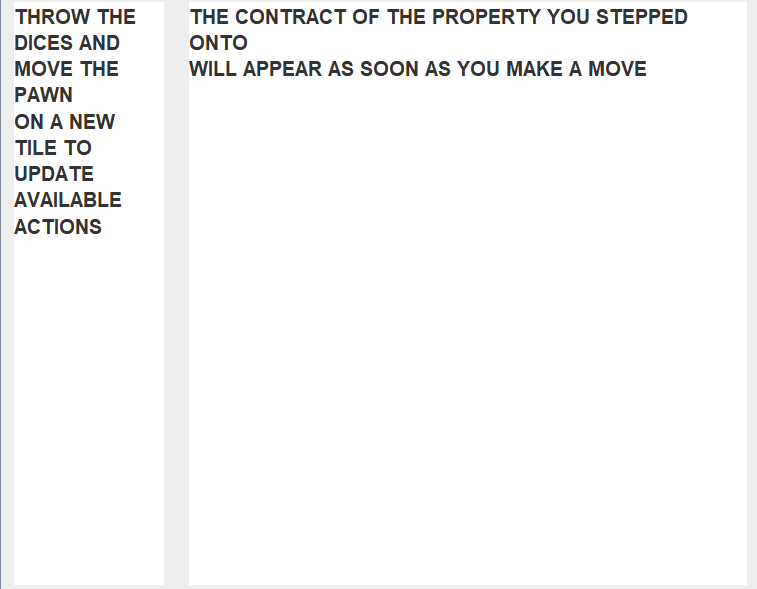 THROW THE
DICES AND
MOVE THE
PAWN
ON A NEW
TILE TO
UPDATE
AVAILABLE
ACTIONS
THE CONTRACT OF THE PROPERTY YOU STEPPED
ONTO
WILL APPEAR AS SOON AS YOU MAKE A MOVE